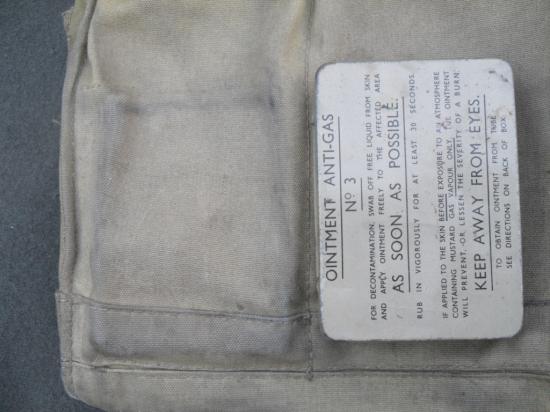 OINTMENT ANTI-GAS
Nº 3
FOR DECONTAMINATION, SWAB OFF FREE LIQUID FROM SKIN
AND APPLY OINTMENT FREELY TO THE AFFECTED AREA
AS SOON AS POSSIBLE.
RUB IN VIGOROUSLY FOR AT LEAST 30 SECONDS.
IF APPLIED TO THE SKIN BEFORE EXPOSURE TO AN ATMOSPHERE
CONTAINING MUSTARD GAS VAPOUR ONLY, THE OINTMENT
WILL PREVENT, OR LESSEN THE SEVERITY OF A BURN.
KEEP AWAY FROM EYES.
TO OBTAIN OINTMENT FROM TUBE
SEE DIRECTIONS ON BACK OF BOX.